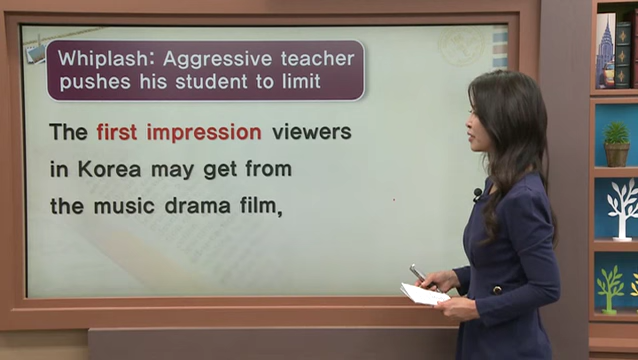 Whiplash: Aggressive teacher
pushes his student to limit
The first impression viewers
in Korea may get from
the music drama film,